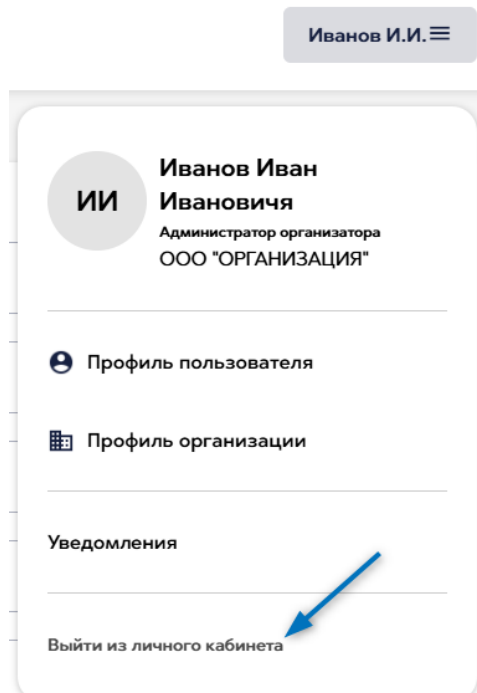 Иванов И.И.
ИИ
Иванов Иван
Ивановичя
Администратор организатора
ООО "ОРГАНИЗАЦИЯ"
Профиль пользователя
Профиль организации
Уведомления
Выйти из личного кабинета